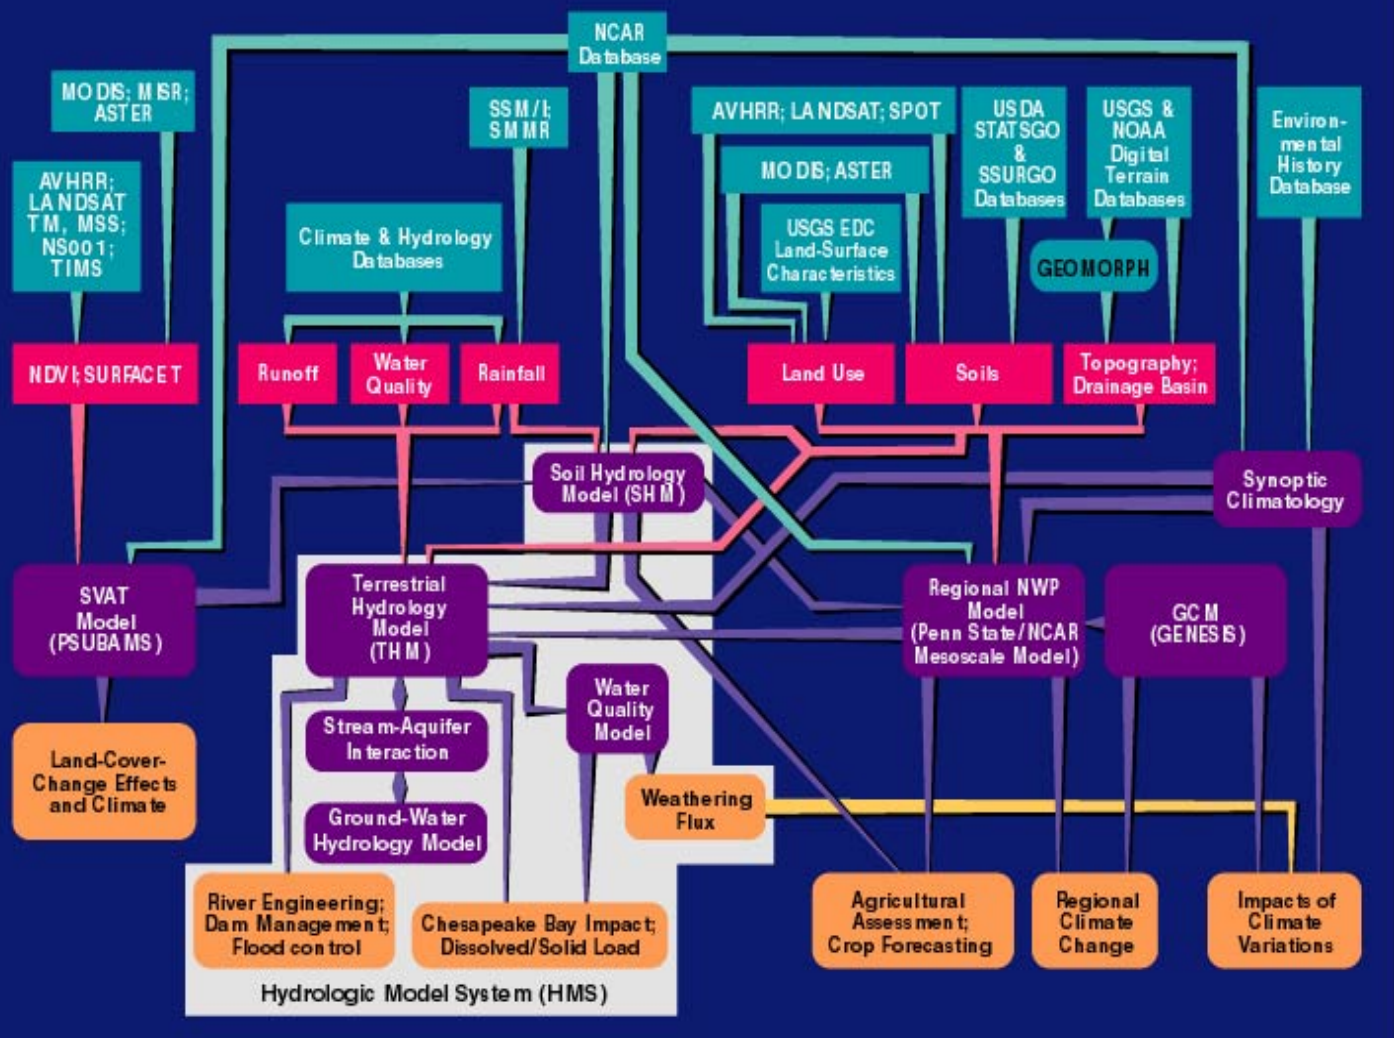 NCAR
Database
MODIS; MISR;
ASTER
SSM/I;
SMMR
AVHRR; LANDSAT; SPOT
USDA
STATSGO
&
SSURGO
Databases
USGS &
NOAA
Digital
Terrain
Databases
Environ-
mental
History
Database
AVHRR;
LANDSAT
TM, MSS;
NS001;
TIMS
MODIS; ASTER
Climate & Hydrology
Databases
USGS EDC
Land-Surface
Characteristics
GEOMORPH
NDVI; SURFACE T
Runoff
Water
Quality
Rainfall
Land Use
Soils
Topography;
Drainage Basin
Soil Hydrology
Model (SHM)
Synoptic
Climatology
SVAT
Model
(PSUBAMS)
Terrestrial
Hydrology
Model
(THM)
Regional NWP
Model
(Penn State/NCAR
Mesoscale Model)
GCM
(GENESIS)
Water
Quality
Model
Stream-Aquifer
Interaction
Land-Cover-
Change Effects
and Climate
Weathering
Flux
Ground-Water
Hydrology Model
River Engineering;
Dam Management;
Flood control
Chesapeake Bay Impact;
Dissolved/Solid Load
Agricultural
Assessment;
Crop Forecasting
Regional
Climate
Change
Impacts of
Climate
Variations
Hydrologic Model System (HMS)